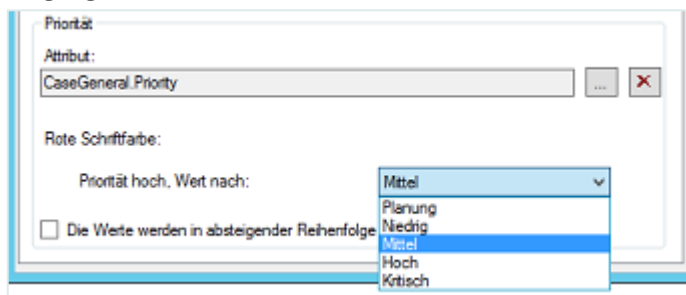 Priorität
Attribut:
CaseGeneral.Priority
...
Rote Schriftfarbe:
Priorität hoch, Wert nach: Mittel
Planung
Die Werte werden in absteigender Reihenfolge Niedrig
Mittel
Hoch
Kritisch